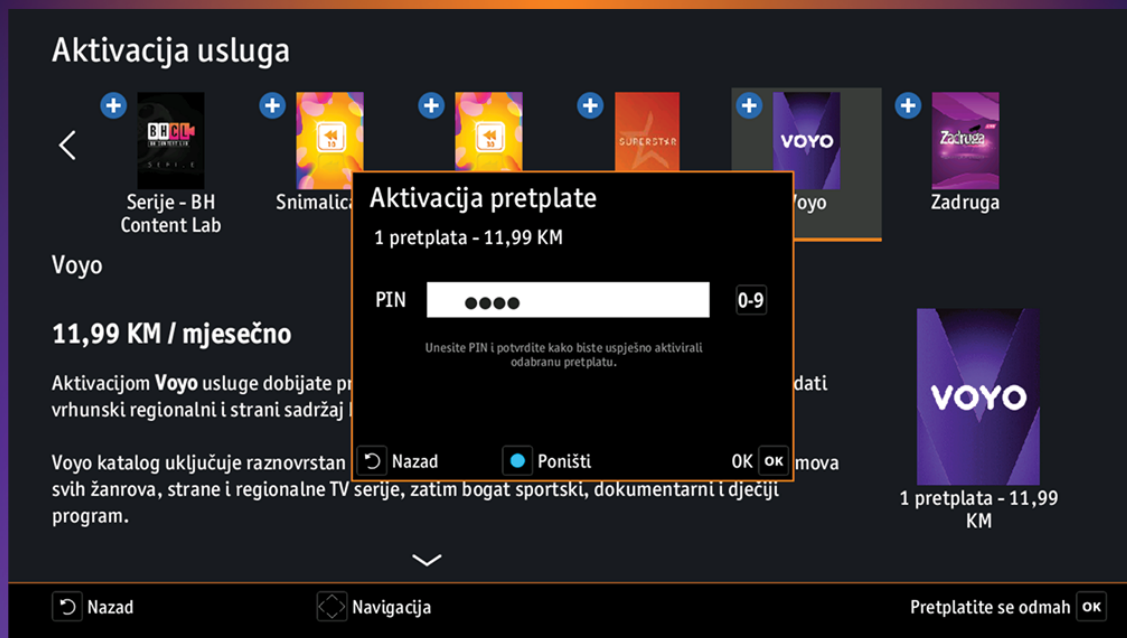 Aktivacija usluga
BHCL
SERIJE
SUPERSTAR
VOYO
Zadruga
Serije - BH
Content Lab
Snimalica
Voyo
Zadruga
Aktivacija pretplate
1 pretplata - 11,99 KM
PIN
0-9
Unesite PIN i potvrdite kako biste uspješno aktivirali
odabranu pretplatu.
Nazad
Poništi
OK OK
Voyo
11,99 KM / mjesečno
Aktivacijom Voyo usluge dobijate
dati
vrhunski regionalni i strani sadržaj
Voyo katalog uključuje raznovrstan
svih žanrova, strane i regionalne TV serije, zatim bogat sportski, dokumentarni i dječiji
program.
VOYO
1 pretplata - 11,99
KM
Nazad
Navigacija
Pretplatite se odmah OK